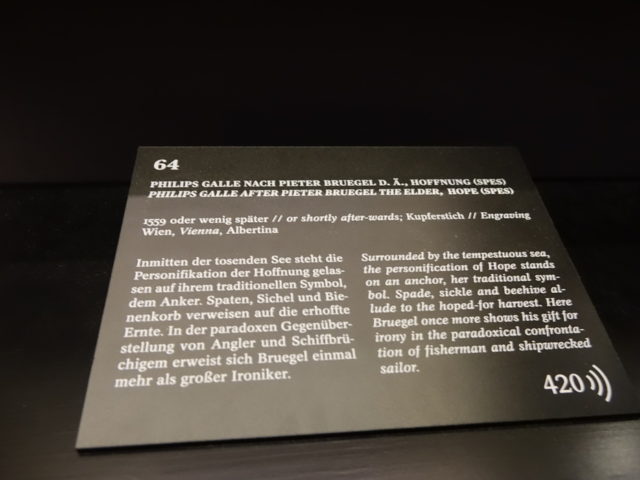 64
PHILIPS GALLE NACH PIETER BRUEGEL D. Ä., HOFFNUNG (SPES)
PHILIPS GALLE AFTER PIETER BRUEGEL THE ELDER, HOPE (SPES)
1559 oder wenig später // or shortly after-wards; Kupferstich // Engraving
Wien, Vienna, Albertina
Inmitten der tosenden See steht die
Personifikation der Hoffnung gelas-
sen auf ihrem traditionellen Symbol,
dem Anker. Spaten, Sichel und Bie-
nenkorb verweisen auf die erhoffte
Ernte. In der paradoxen Gegenüber-
stellung von Angler und Schiffbrü-
chigem erweist sich Bruegel einmal
mehr als großer Ironiker.
Surrounded by the tempestuous sea,
the personification of Hope stands
on an anchor, her traditional sym-
bol. Spade, sickle and beehive al-
lude to the hoped-for harvest. Here
Bruegel once more shows his gift for
irony in the paradoxical confronta-
tion of fisherman and shipwrecked
sailor.
420